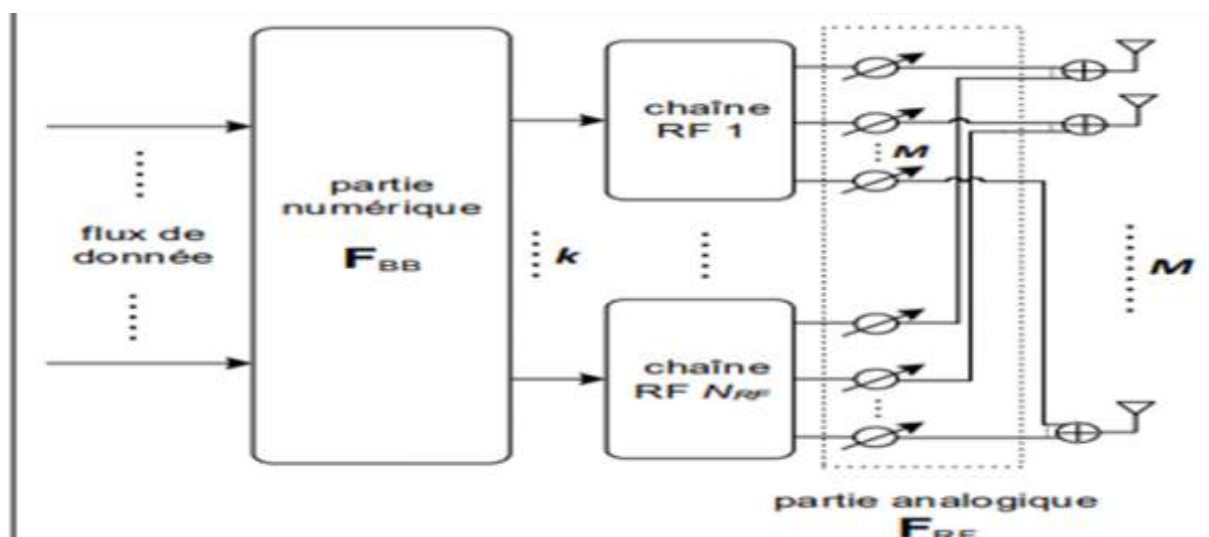 flux de
donnée
partie
numérique
FBB
k
chaîne
RF 1
M
chaîne
RF NRF
M
partie analogique
FRF